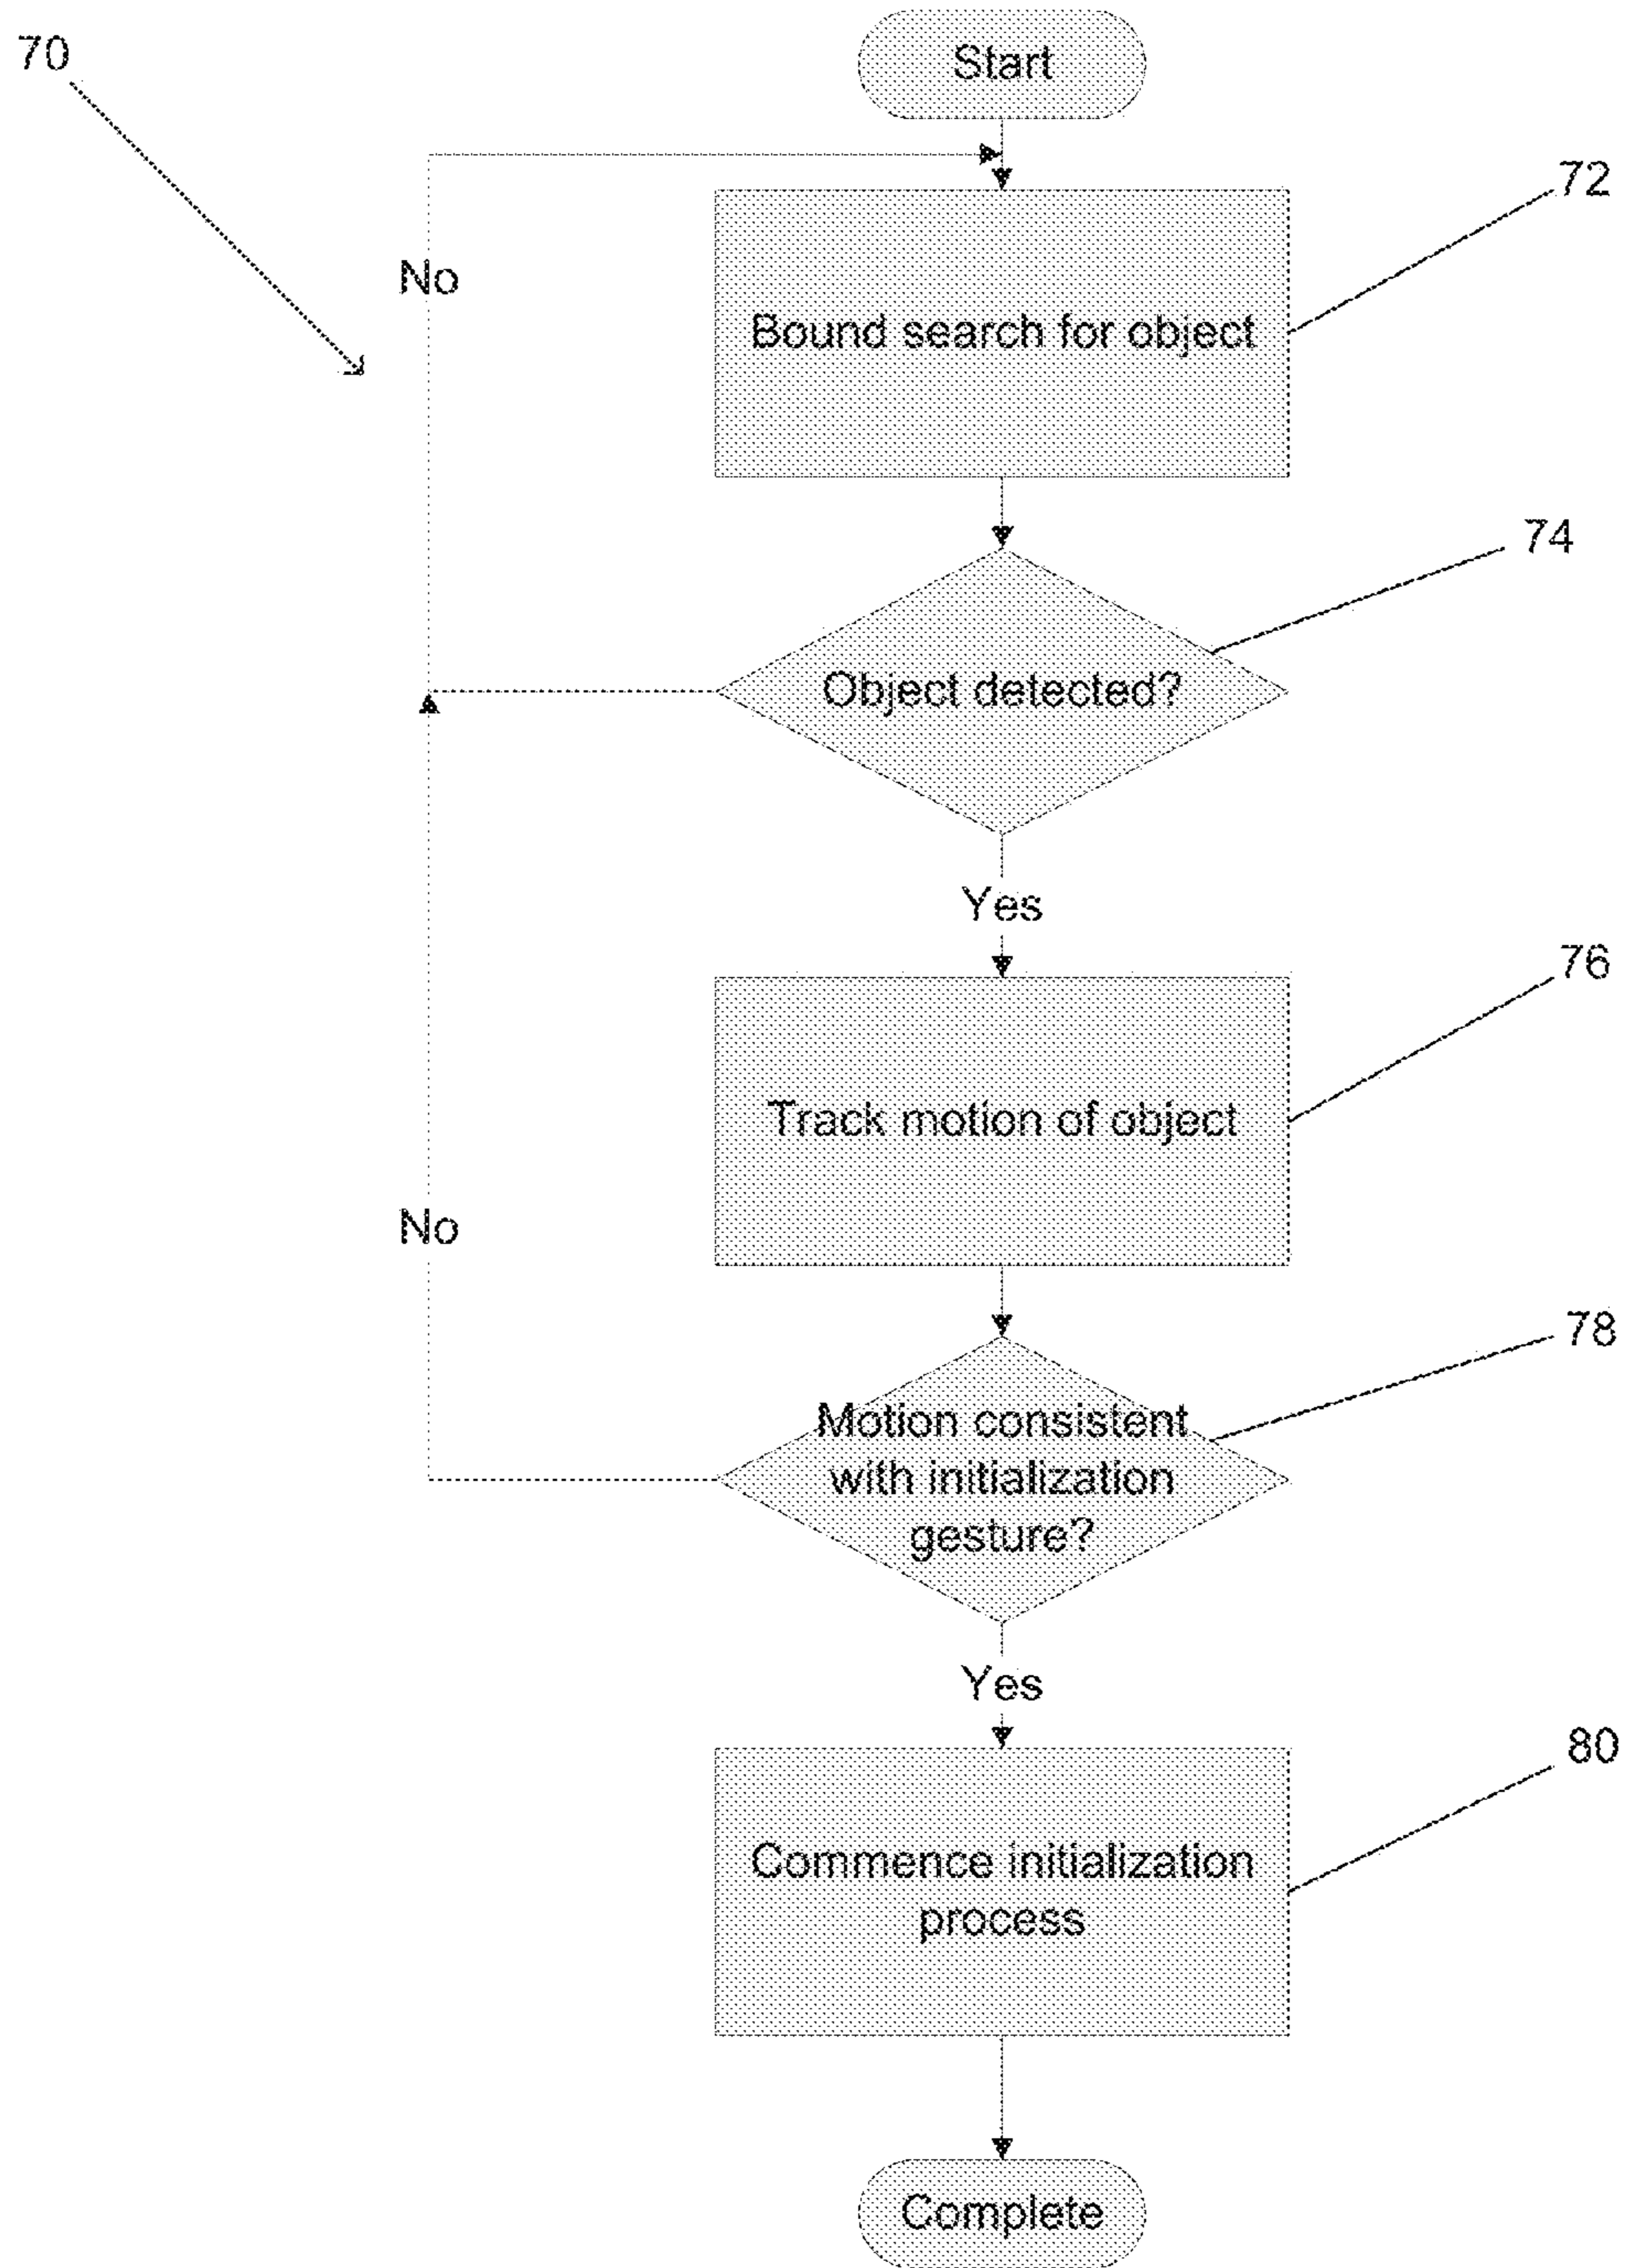 70
Start
72
No
Bound search for object
74
Object detected?
Yes
76
Track motion of object
No
78
Motion consistent
with initialization
gesture?
Yes
80
Commence initialization
process
Complete